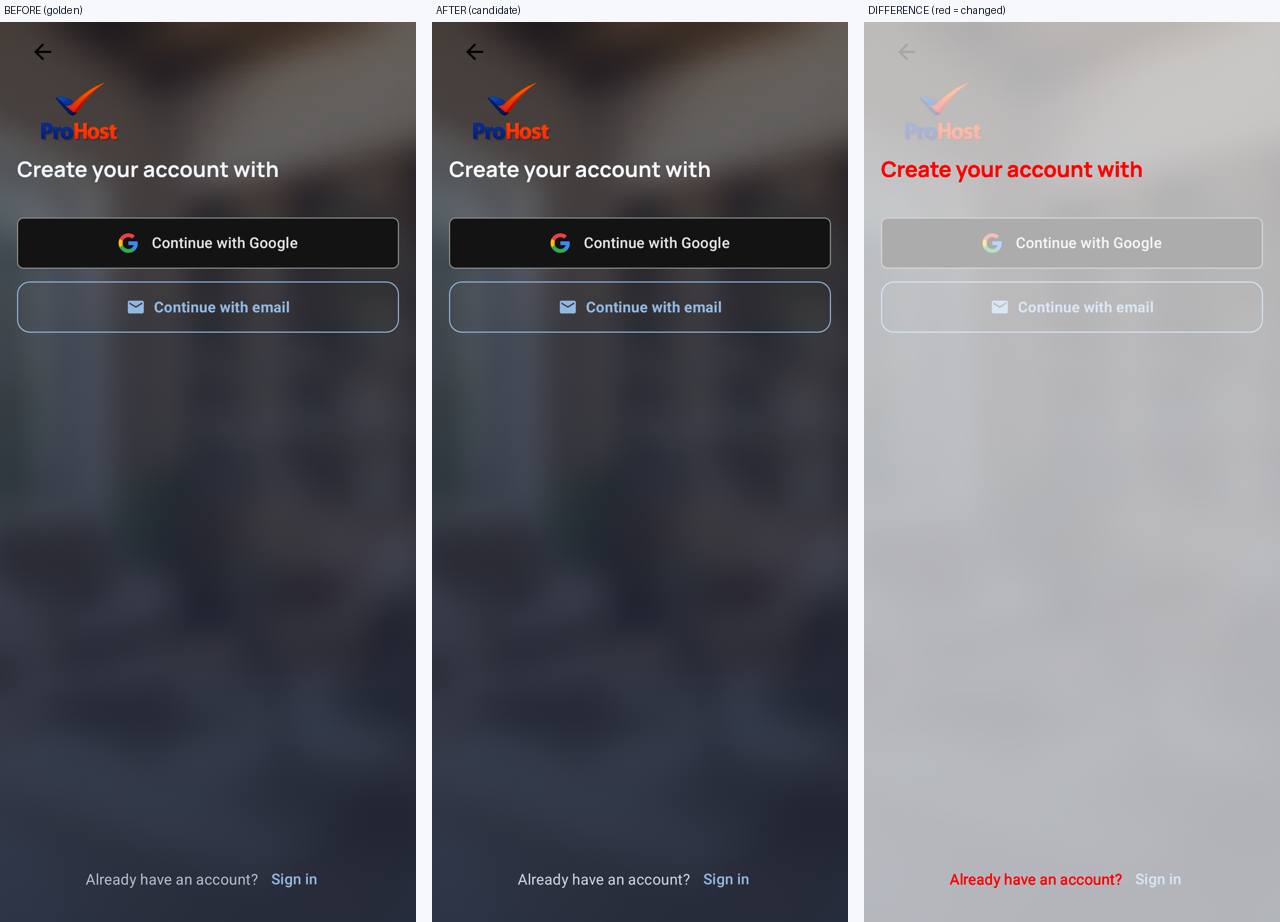 BEFORE (golden)
AFTER (candidate)
DIFFERENCE (red = changed)
ProHost
Create your account with
Continue with Google
Continue with email
Already have an account? Sign in
ProHost
Create your account with
Continue with Google
Continue with email
Already have an account? Sign in
ProHost
Create your account with
Continue with Google
Continue with email
Already have an account? Sign in